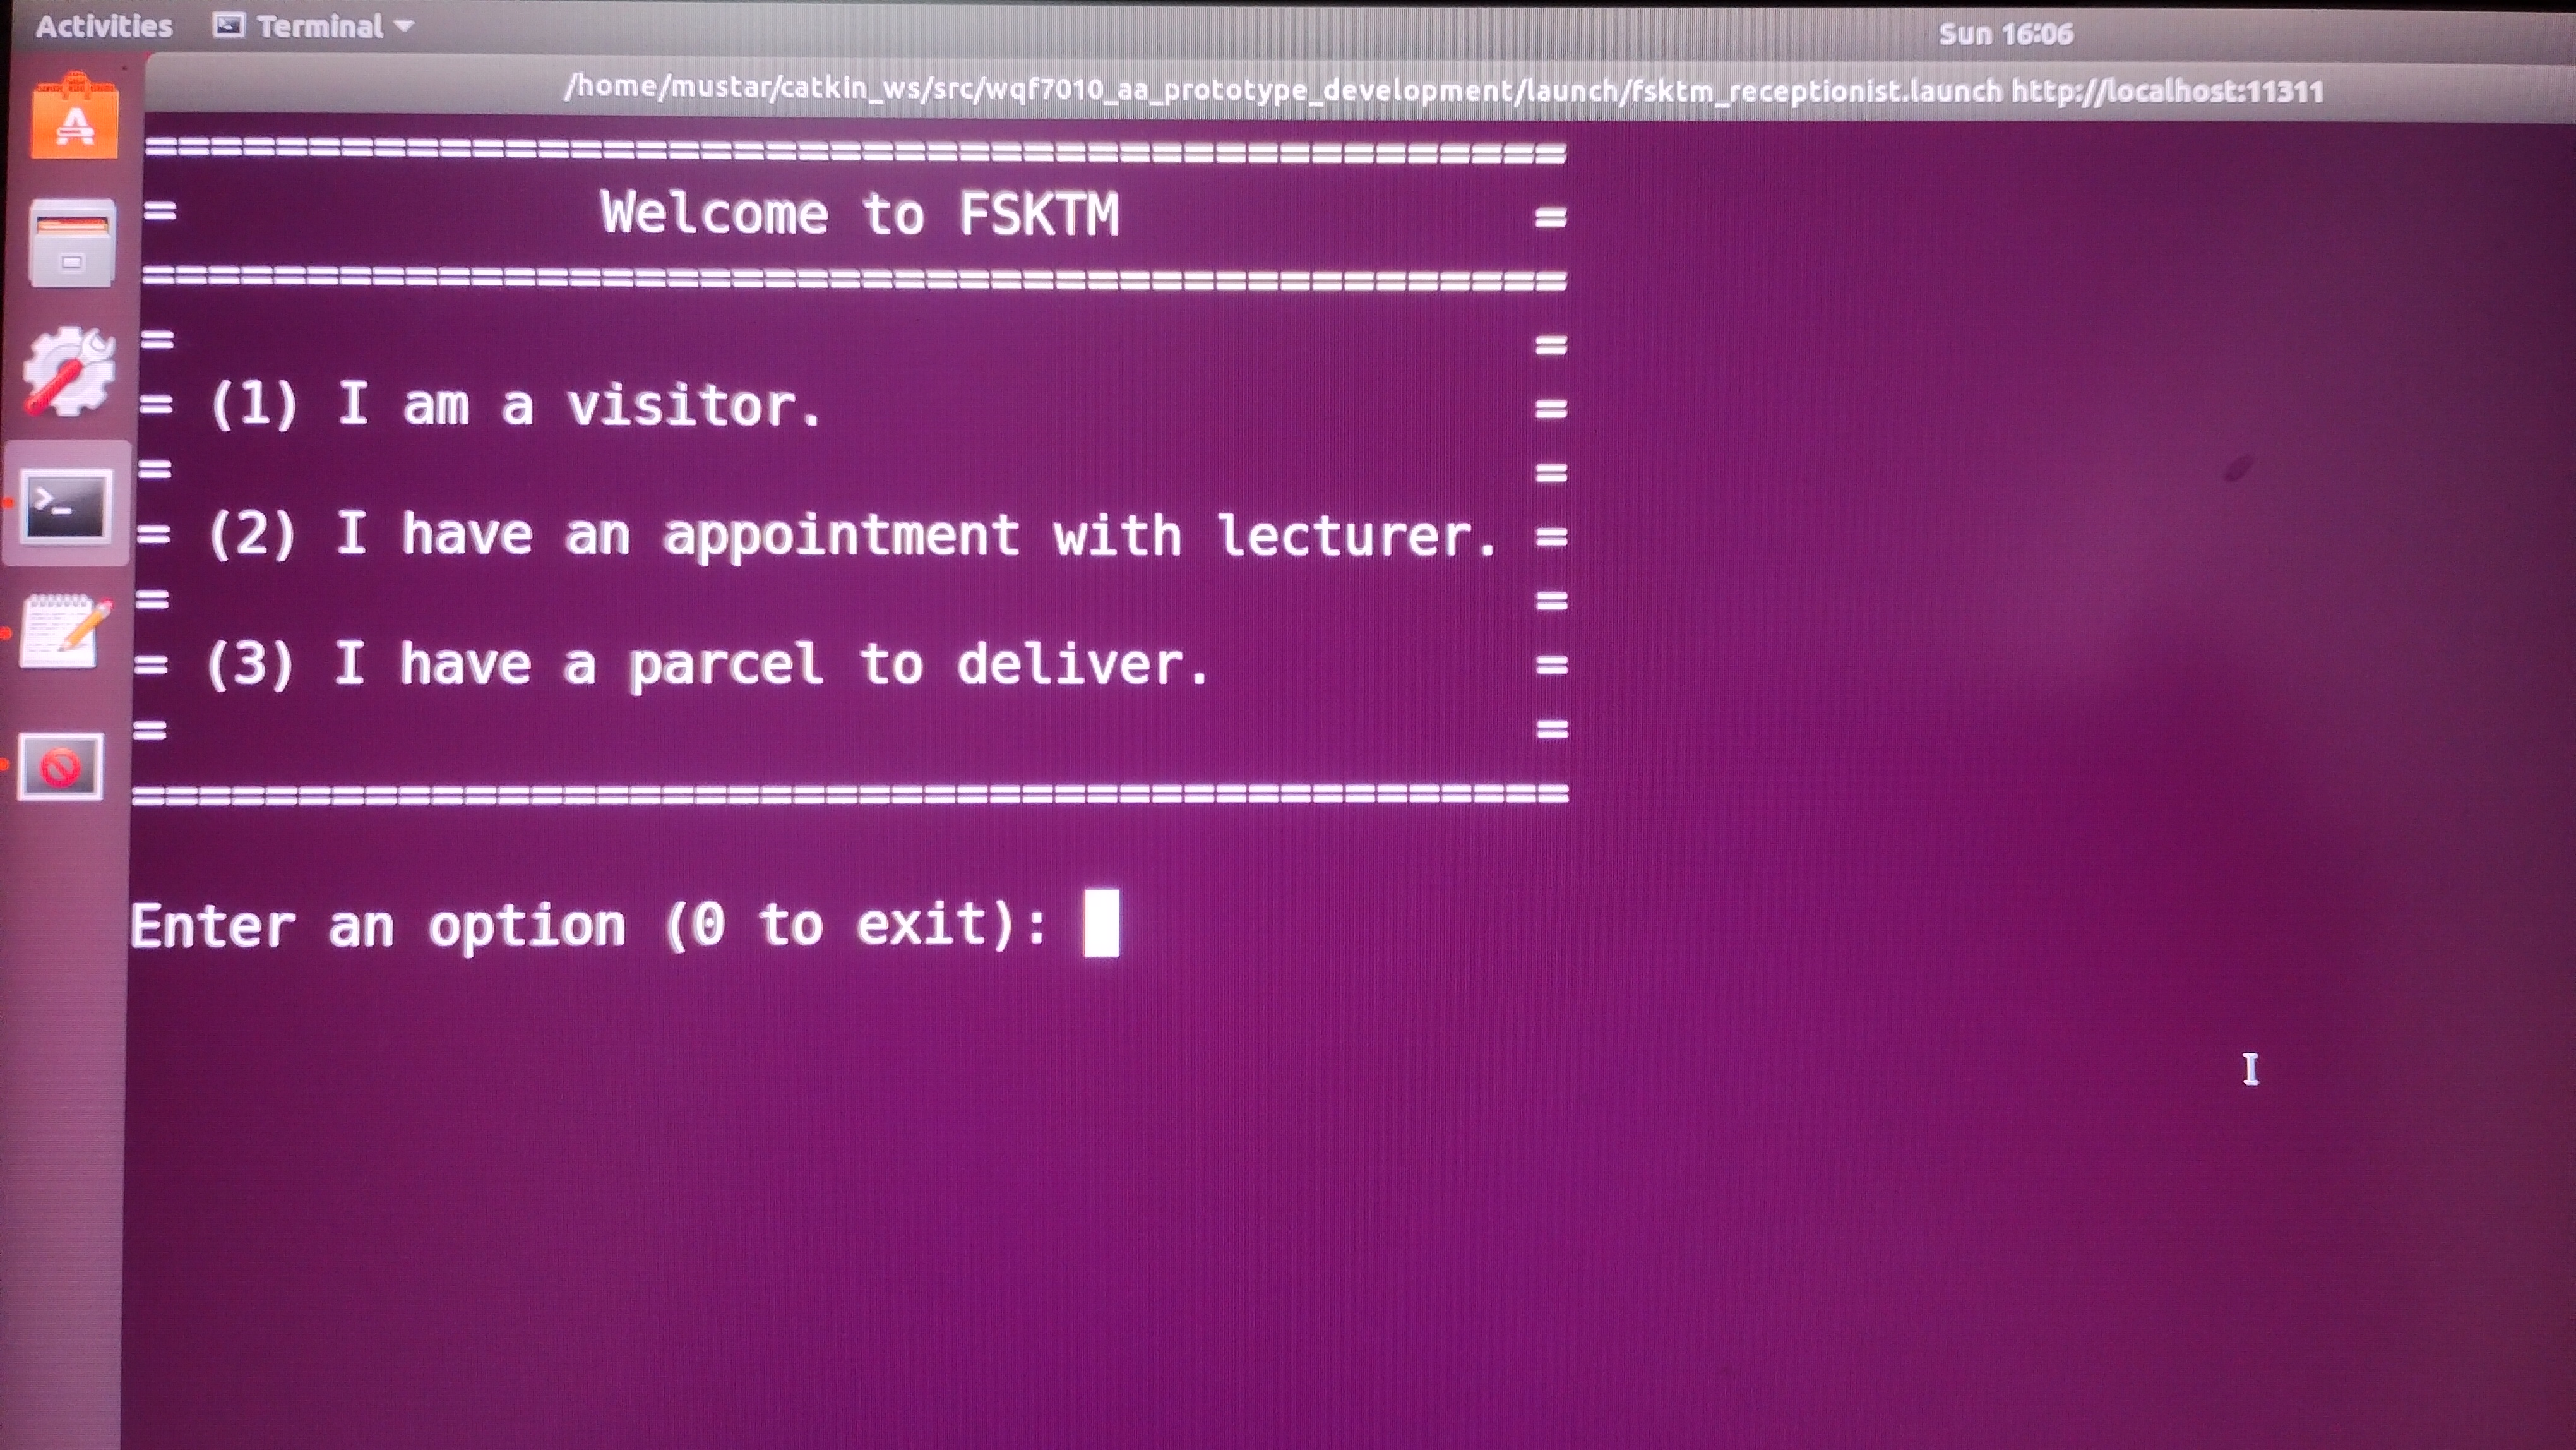 Activities Terminal Sun 16:06
/home/mustar/catkin_ws/src/wqf7010_aa_prototype_development/launch/fsktm_receptionist.launch http://localhost:11311
============================================
= Welcome to FSKTM =
============================================
= =
= (1) I am a visitor. =
= =
= (2) I have an appointment with lecturer. =
= =
= (3) I have a parcel to deliver. =
= =
============================================
Enter an option (0 to exit):